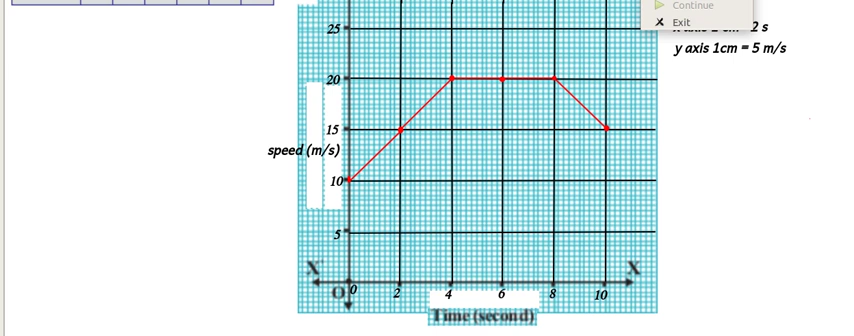 Continue
Exit
2 s
y axis 1cm = 5 m/s
25
20
15
speed (m/s)
10
5
X'
X
O
0
2
4
6
8
10
Time (second)